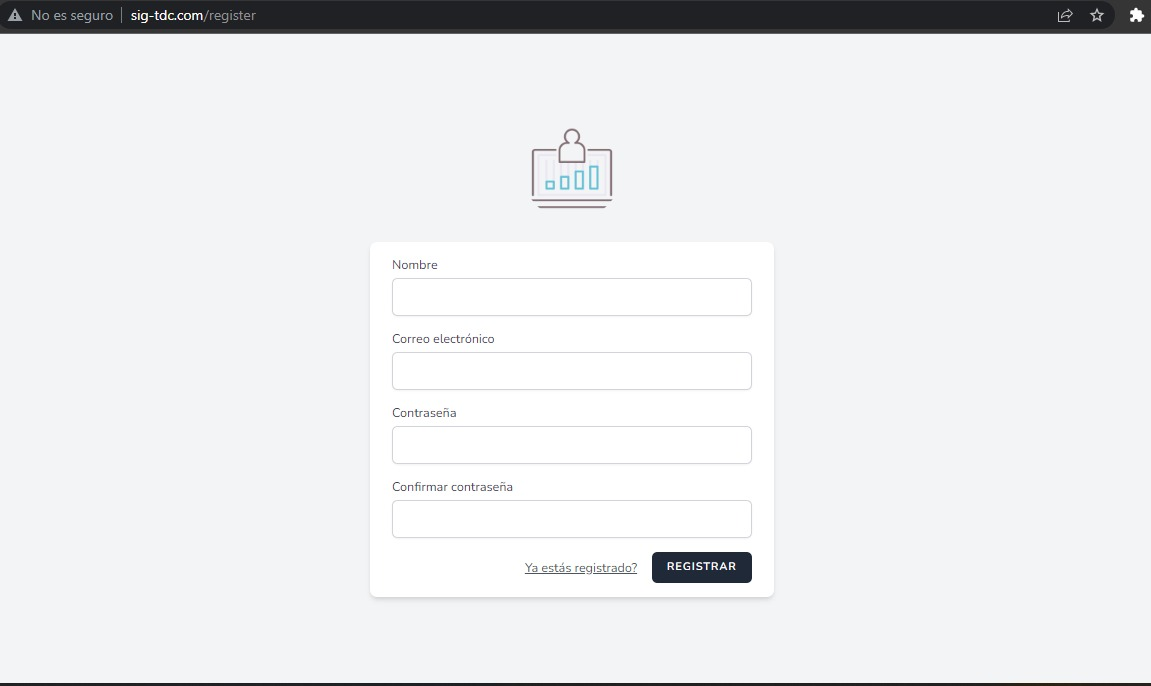 No es seguro | sig-tdc.com/register
Nombre
Correo electrónico
Contraseña
Confirmar contraseña
Ya estás registrado? REGISTRAR